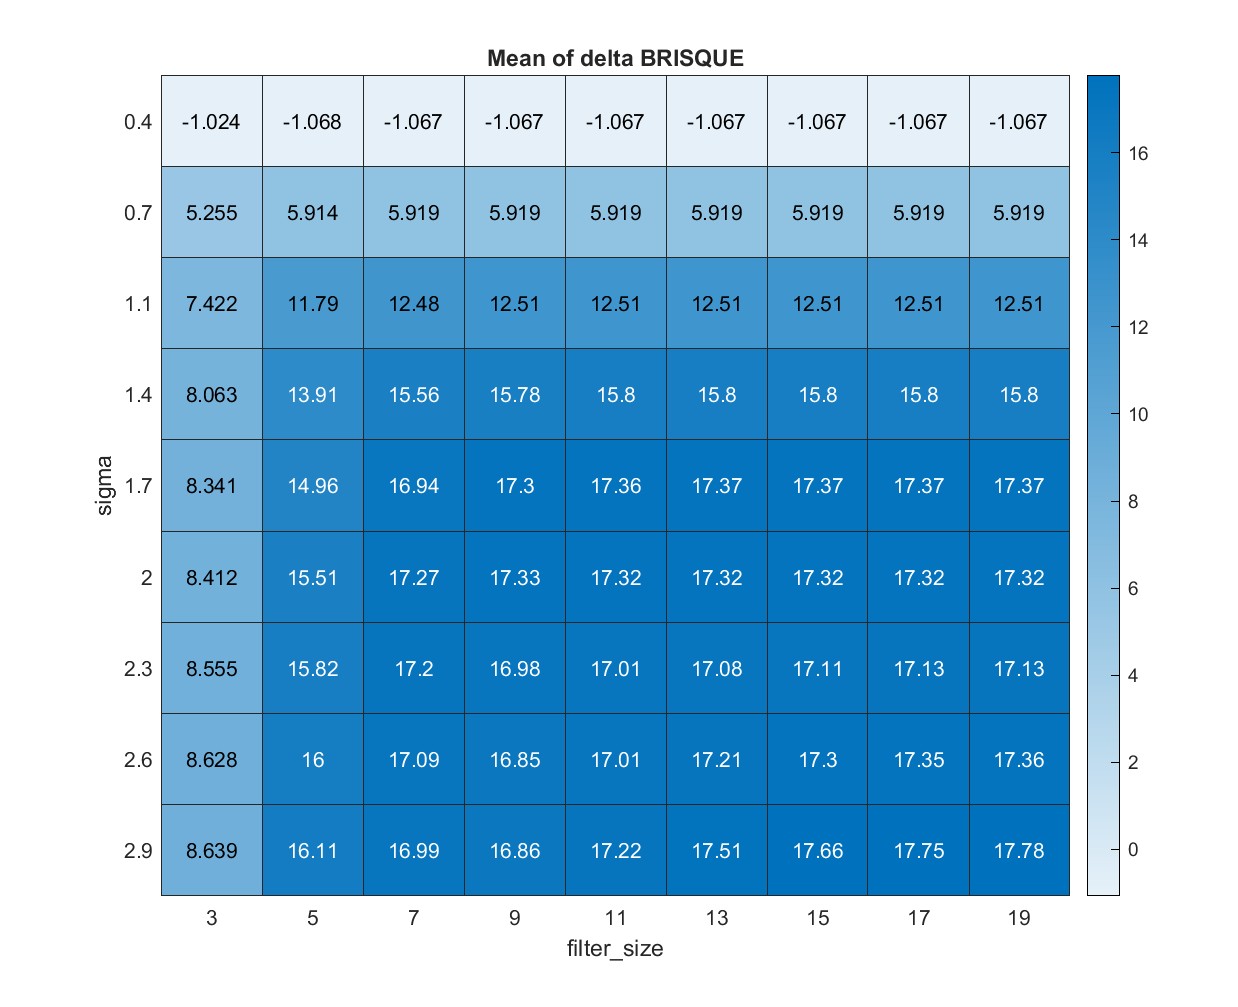 Mean of delta BRISQUE
0.4 -1.024 -1.068 -1.067 -1.067 -1.067 -1.067 -1.067 -1.067 -1.067
16
0.7 5.255 5.914 5.919 5.919 5.919 5.919 5.919 5.919 5.919
14
1.1 7.422 11.79 12.48 12.51 12.51 12.51 12.51 12.51 12.51
12
1.4 8.063 13.91 15.56 15.78 15.8 15.8 15.8 15.8 15.8
10
sigma
1.7 8.341 14.96 16.94 17.3 17.36 17.37 17.37 17.37 17.37
8
2 8.412 15.51 17.27 17.33 17.32 17.32 17.32 17.32 17.32
6
2.3 8.555 15.82 17.2 16.98 17.01 17.08 17.11 17.13 17.13
4
2.6 8.628 16 17.09 16.85 17.01 17.21 17.3 17.35 17.36
2
2.9 8.639 16.11 16.99 16.86 17.22 17.51 17.66 17.75 17.78
0
3 5 7 9 11 13 15 17 19
filter_size